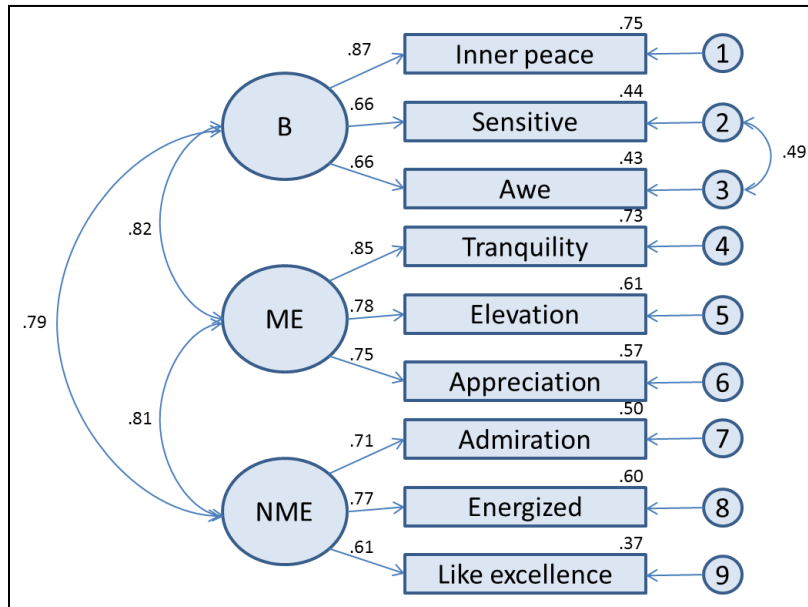 .75
.87
Inner peace
1
.66
.44
B
Sensitive
2
.49
.66
.43
Awe
3
.82
.73
.85
Tranquility
4
.79
.61
ME
.78
Elevation
5
.75
.57
Appreciation
6
.81
.50
.71
Admiration
7
.60
NME
.77
Energized
8
.61
.37
Like excellence
9